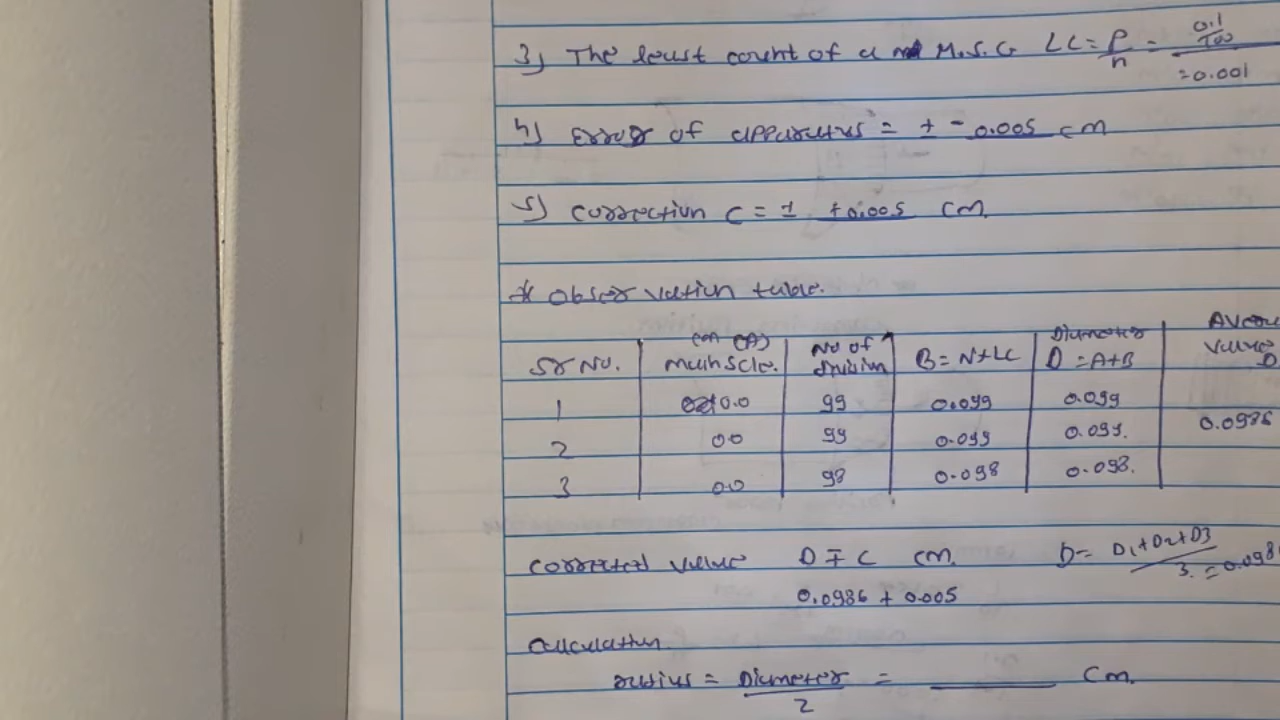 3) The least count of a M.S.G LC = P/n = 0.1/100
= 0.001
4) Error of apparatus = + - 0.005 cm
5) Correction C = ± +0.005 cm.
* Observation table.
Sr No. | cm (A) Main Scle. | No of division | B = N+LC | Diameter D = A+B | Value D
1 | 0.0 | 99 | 0.099 | 0.099
2 | 0.0 | 99 | 0.099 | 0.099. | 0.0986
3 | 0.0 | 98 | 0.098 | 0.098.
Corrected value D ∓ C cm. D = D1+D2+D3/3. = 0.098
0.0986 + 0.005
Calculation
radius = Diameter/2 = ____ cm.